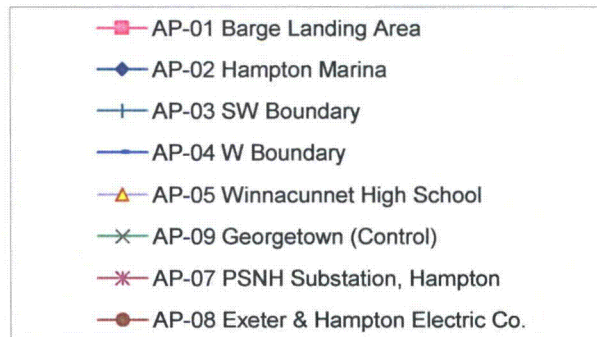 AP-01 Barge Landing Area
AP-02 Hampton Marina
AP-03 SW Boundary
AP-04 W Boundary
AP-05 Winnacunnet High School
AP-09 Georgetown (Control)
AP-07 PSNH Substation, Hampton
AP-08 Exeter & Hampton Electric Co.